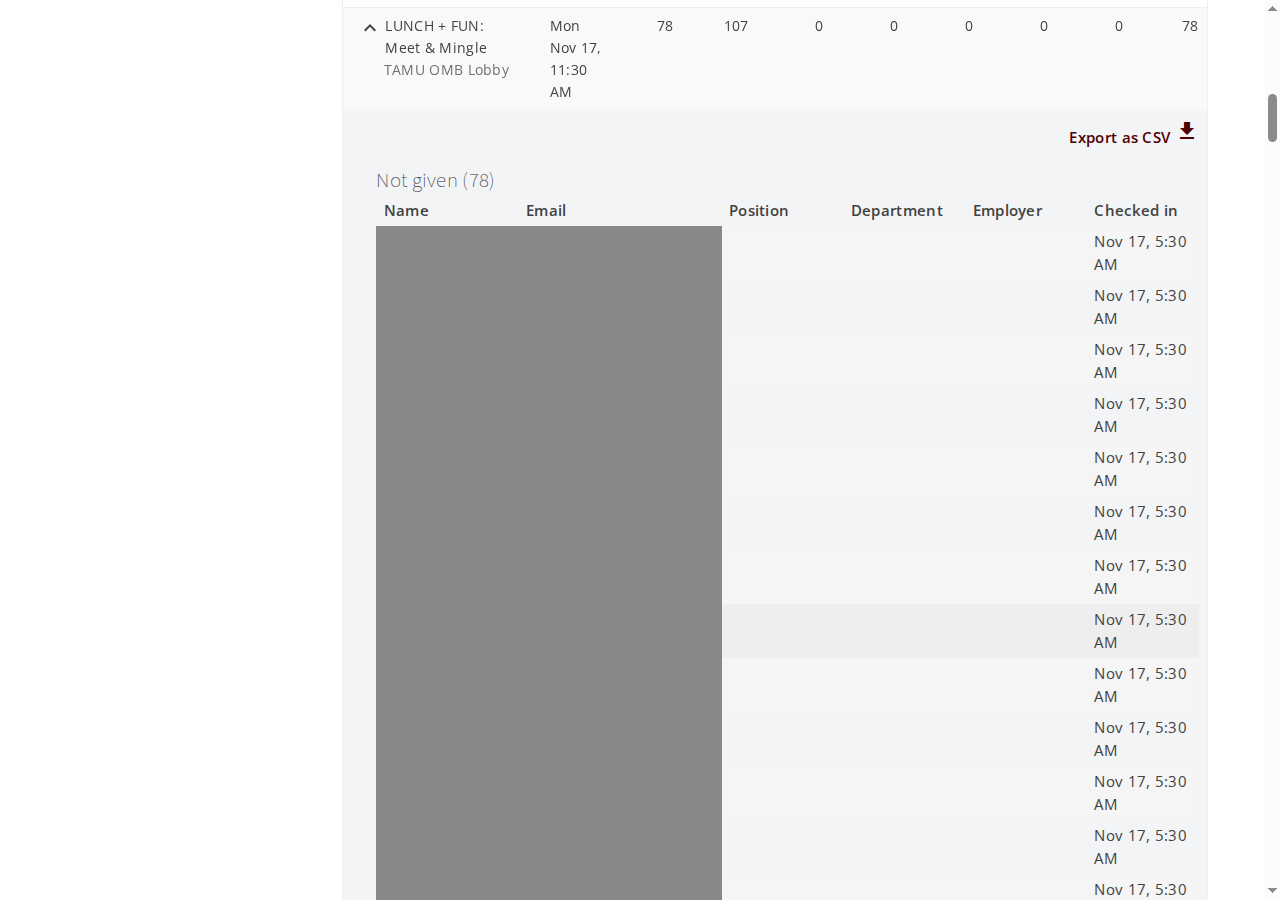 LUNCH + FUN: Mon 78 107 0 0 0 0 0 78
Meet & Mingle Nov 17,
TAMU OMB Lobby 11:30
AM
Export as CSV
Not given (78)
Name Email Position Department Employer Checked in
Nov 17, 5:30
AM
Nov 17, 5:30
AM
Nov 17, 5:30
AM
Nov 17, 5:30
AM
Nov 17, 5:30
AM
Nov 17, 5:30
AM
Nov 17, 5:30
AM
Nov 17, 5:30
AM
Nov 17, 5:30
AM
Nov 17, 5:30
AM
Nov 17, 5:30
AM
Nov 17, 5:30
AM
Nov 17, 5:30